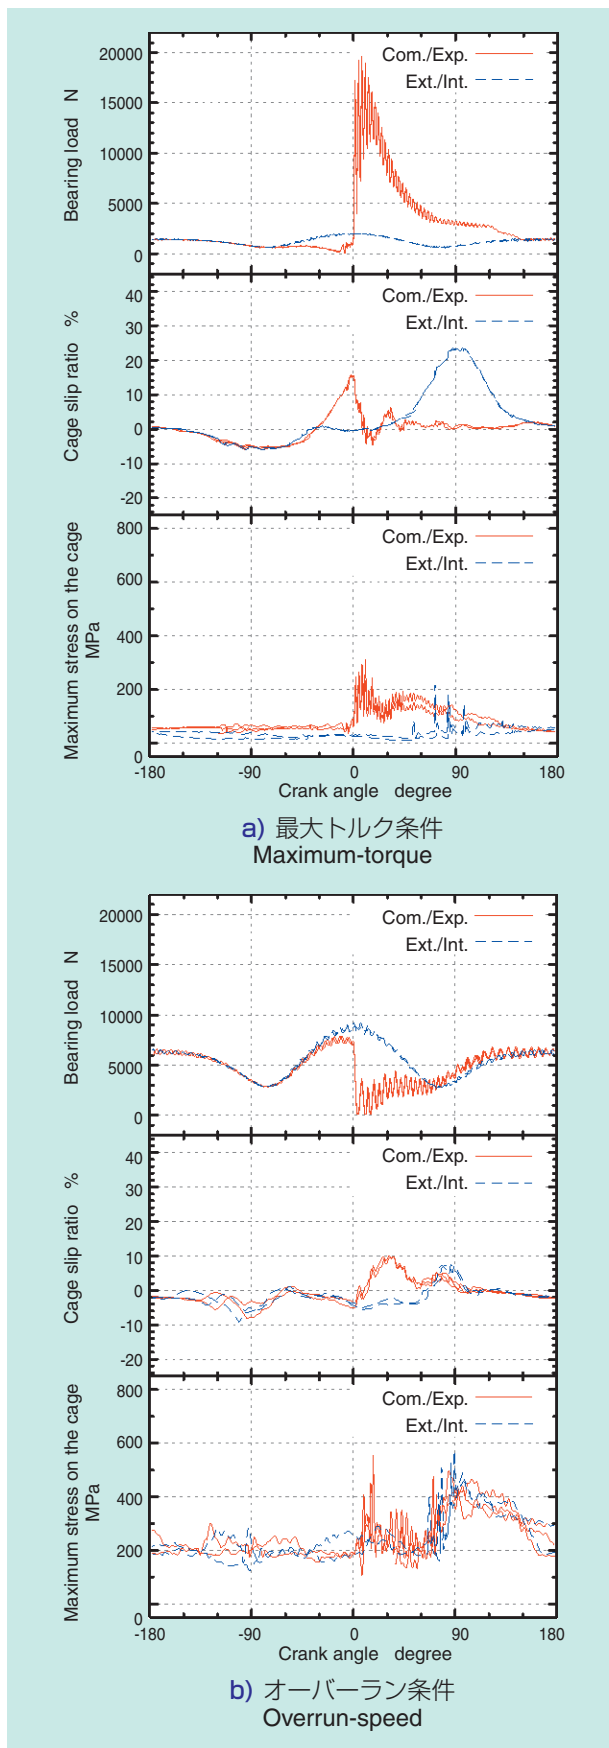 Bearing load  N
20000
15000
10000
5000
0
Com./Exp.
Ext./Int.
Cage slip ratio  %
40
30
20
10
0
-10
-20
Com./Exp.
Ext./Int.
Maximum stress on the cage
MPa
800
600
400
200
0
Com./Exp.
Ext./Int.
-180 -90 0 90 180
Crank angle  degree
a) 最大トルク条件
Maximum-torque
Bearing load  N
20000
15000
10000
5000
0
Com./Exp.
Ext./Int.
Cage slip ratio  %
40
30
20
10
0
-10
-20
Com./Exp.
Ext./Int.
Maximum stress on the cage
MPa
800
600
400
200
0
Com./Exp.
Ext./Int.
-180 -90 0 90 180
Crank angle  degree
b) オーバーラン条件
Overrun-speed